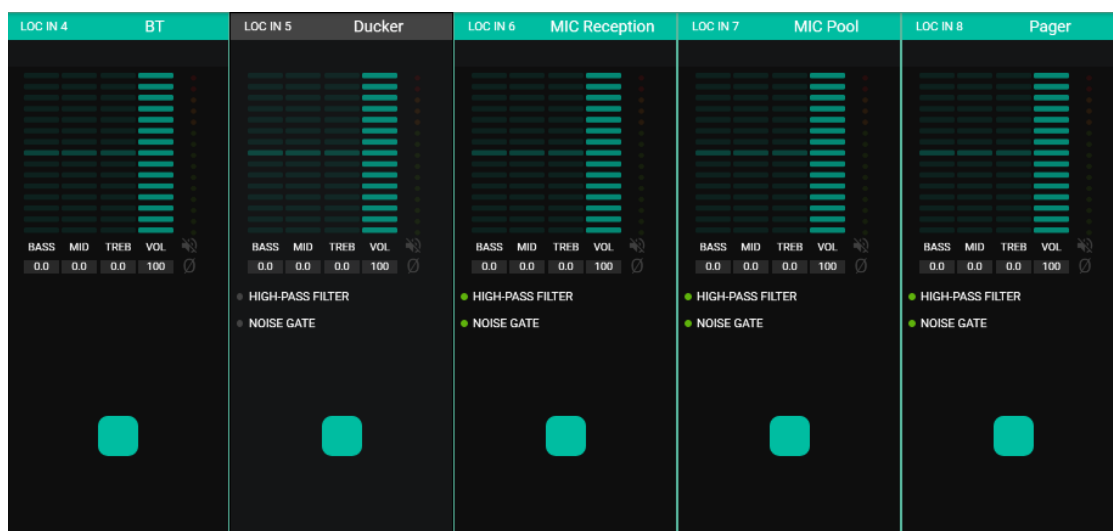 LOC IN 4 BT
LOC IN 5 Ducker
LOC IN 6 MIC Reception
LOC IN 7 MIC Pool
LOC IN 8 Pager
BASS MID TREB VOL
0.0 0.0 0.0 100
BASS MID TREB VOL
0.0 0.0 0.0 100
HIGH-PASS FILTER
NOISE GATE
BASS MID TREB VOL
0.0 0.0 0.0 100
HIGH-PASS FILTER
NOISE GATE
BASS MID TREB VOL
0.0 0.0 0.0 100
HIGH-PASS FILTER
NOISE GATE
BASS MID TREB VOL
0.0 0.0 0.0 100
HIGH-PASS FILTER
NOISE GATE